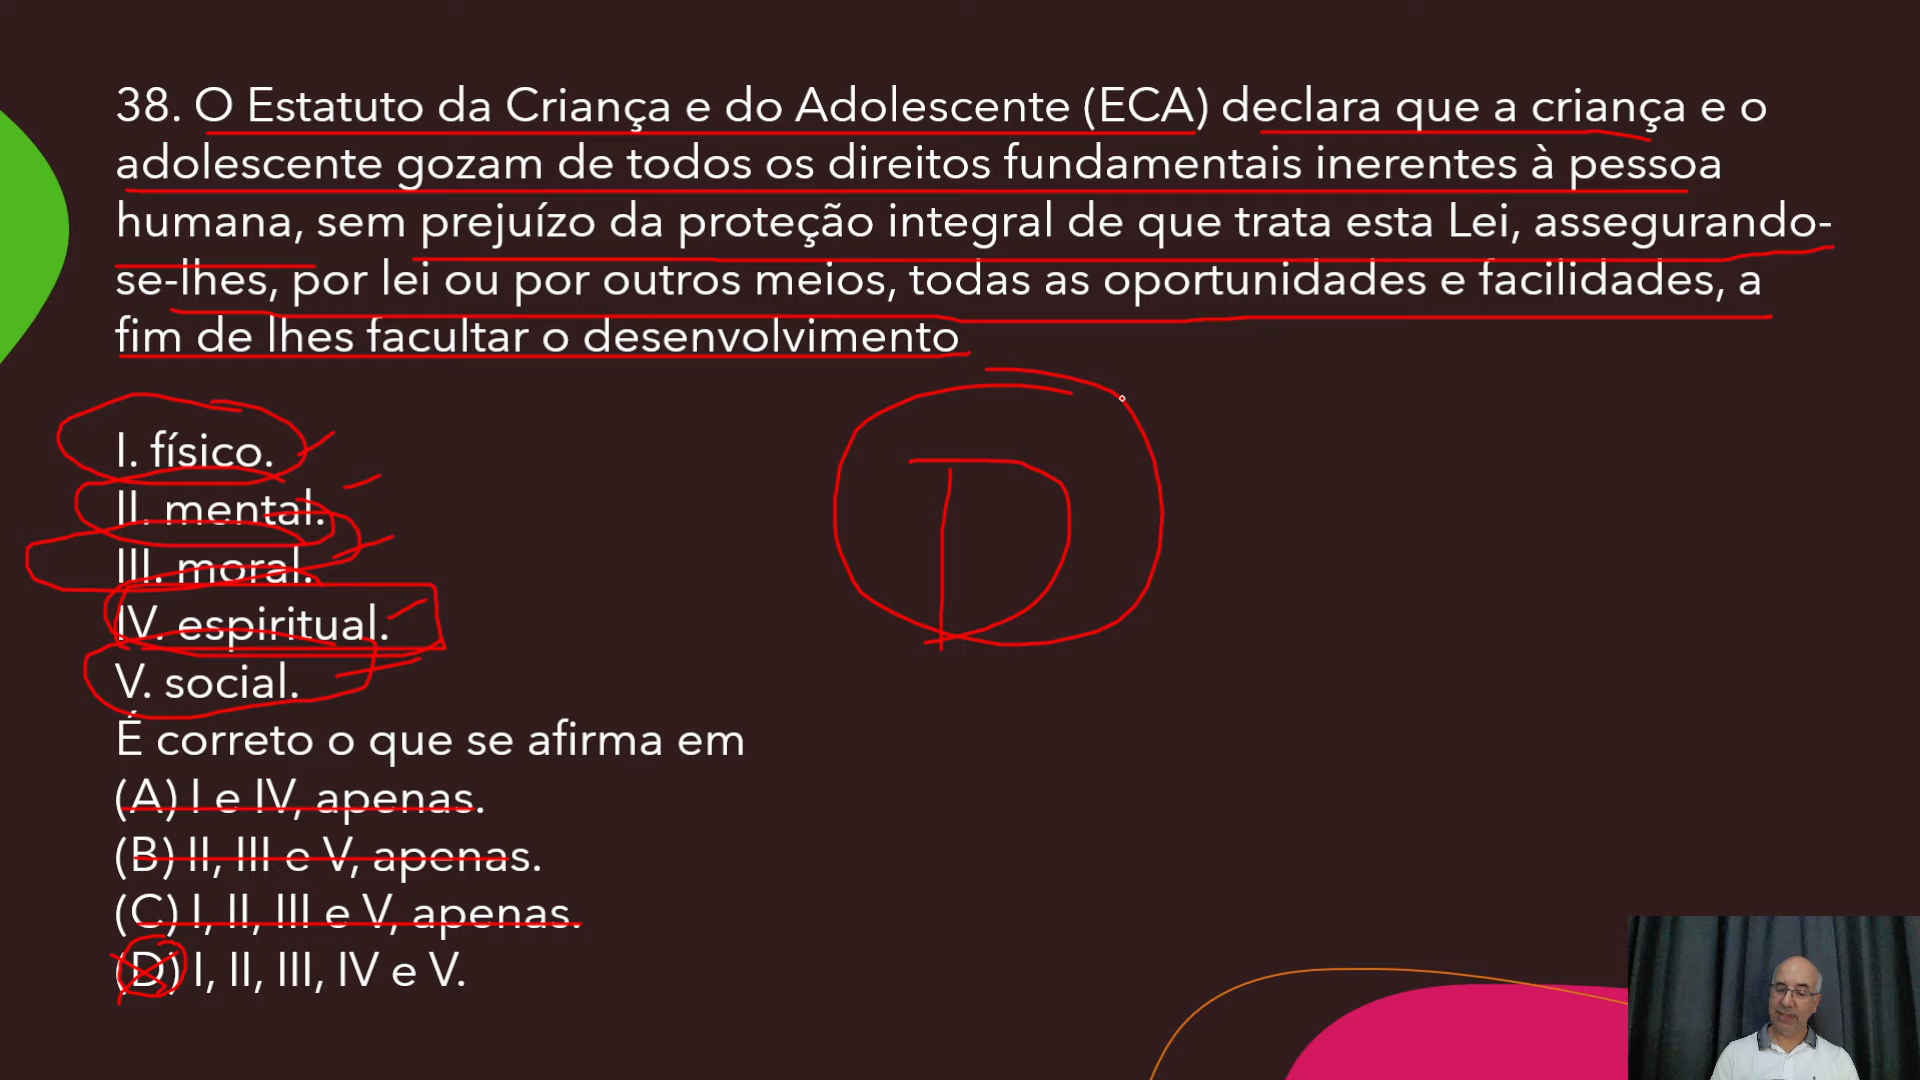 38. O Estatuto da Criança e do Adolescente (ECA) declara que a criança e o
adolescente gozam de todos os direitos fundamentais inerentes à pessoa
humana, sem prejuízo da proteção integral de que trata esta Lei, assegurando-
se-lhes, por lei ou por outros meios, todas as oportunidades e facilidades, a
fim de lhes facultar o desenvolvimento
I. físico.
II. mental.
III. moral.
IV. espiritual.
V. social.
D
É correto o que se afirma em
(A) I e IV, apenas.
(B) II, III e V, apenas.
(C) I, II, III e V, apenas.
(D) I, II, III, IV e V.